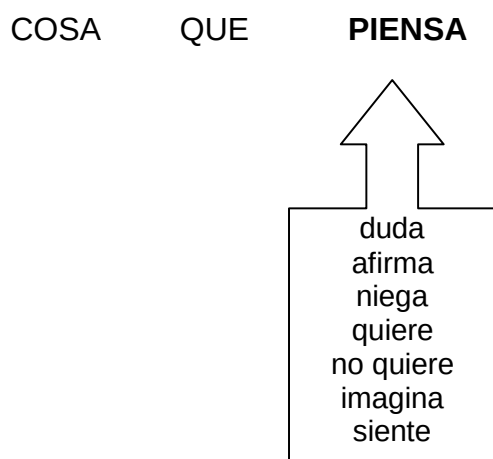 COSA QUE PIENSA
duda
afirma
niega
quiere
no quiere
imagina
siente